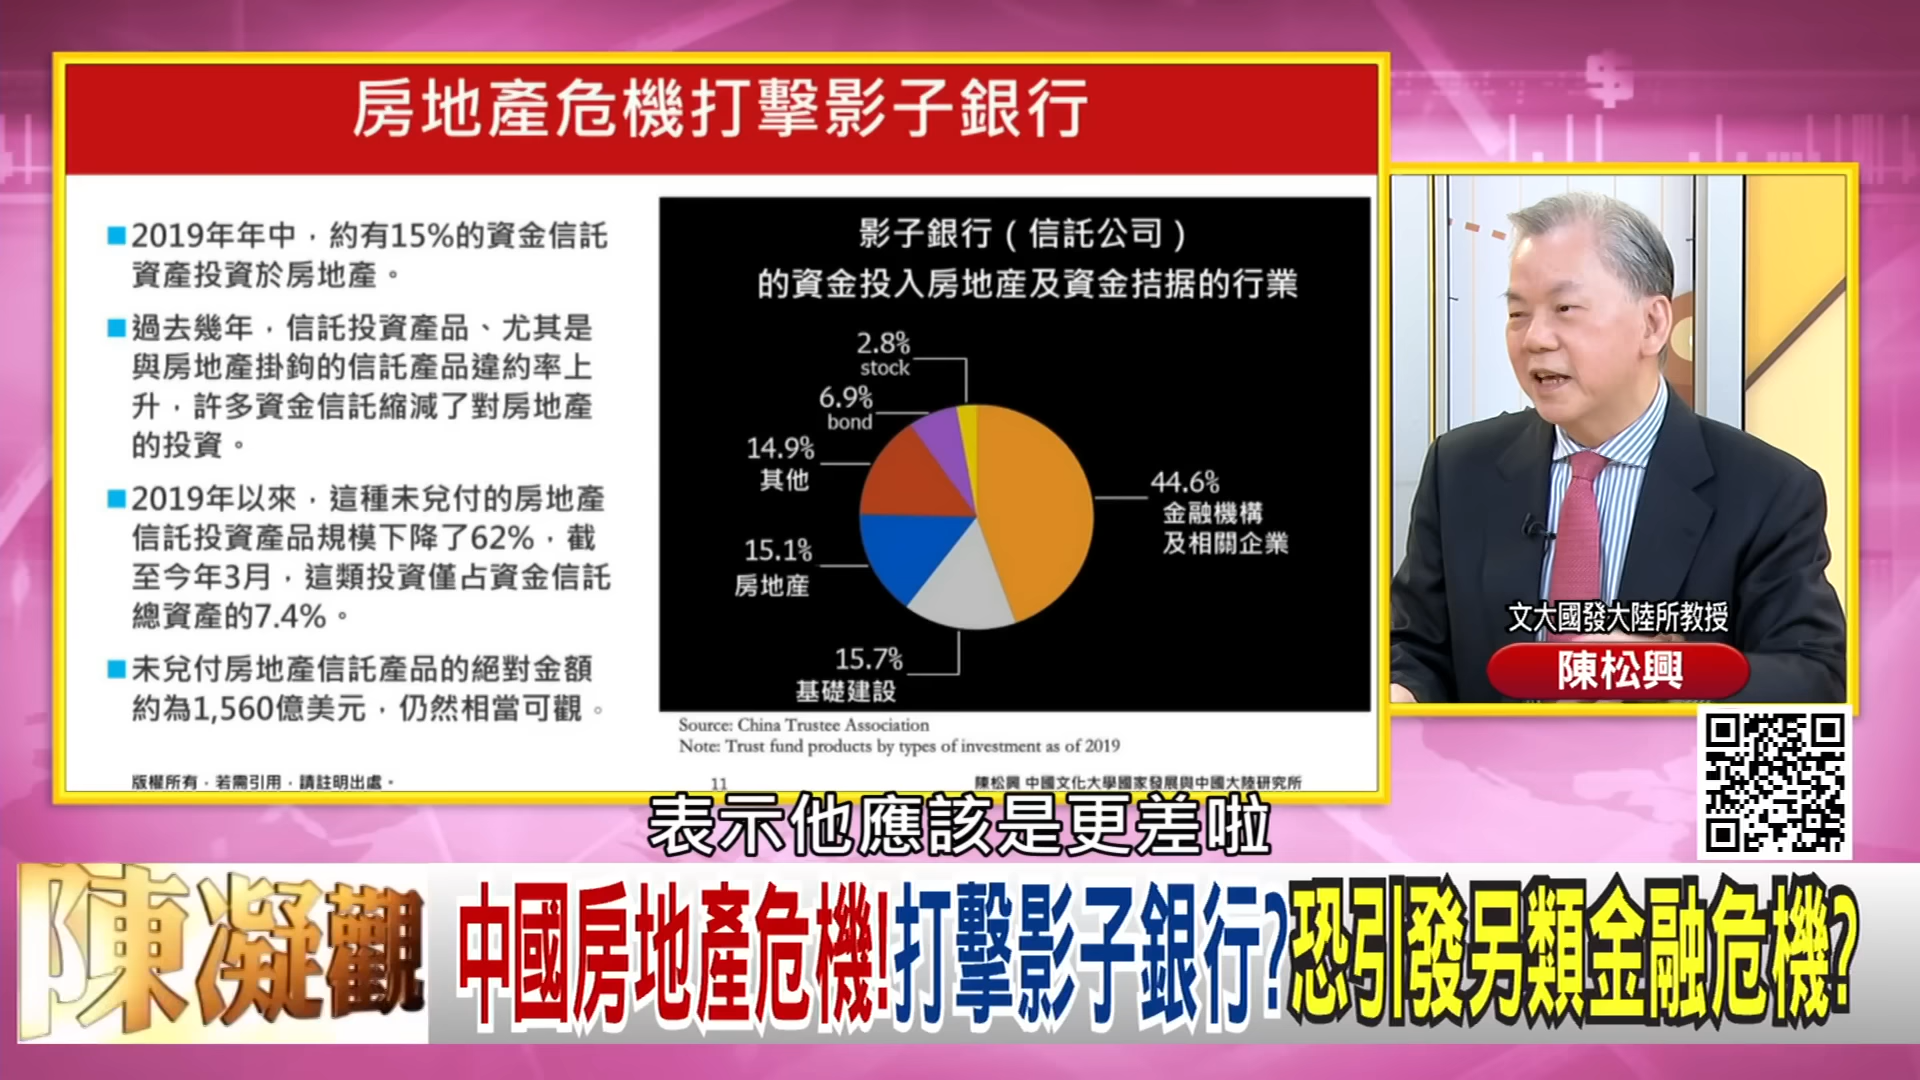 房地產危機打擊影子銀行
2019年年中，約有15%的資金信託
資產投資於房地產。
過去幾年，信託投資產品、尤其是
與房地產掛鉤的信託產品違約率上
升，許多資金信託縮減了對房地產
的投資。
2019年以來，這種未兌付的房地產
信託投資產品規模下降了62%，截
至今年3月，這類投資僅占資金信託
總資產的7.4%。
未兌付房地產信託產品的絕對金額
約為1,560億美元，仍然相當可觀。
影子銀行（信託公司）
的資金投入房地産及資金拮据的行業
2.8%
stock
6.9%
bond
14.9%
其他
15.1%
房地産
15.7%
基礎建設
44.6%
金融機構
及相關企業
Source: China Trustee Association
Note: Trust fund products by types of investment as of 2019
版權所有，若需引用，請註明出處。
11
陳松興 中國文化大學國家發展與中國大陸研究所
文大國發大陸所教授
陳松興
表示他應該是更差啦
陳凝觀
中國房地產危機!打擊影子銀行?恐引發另類金融危機?